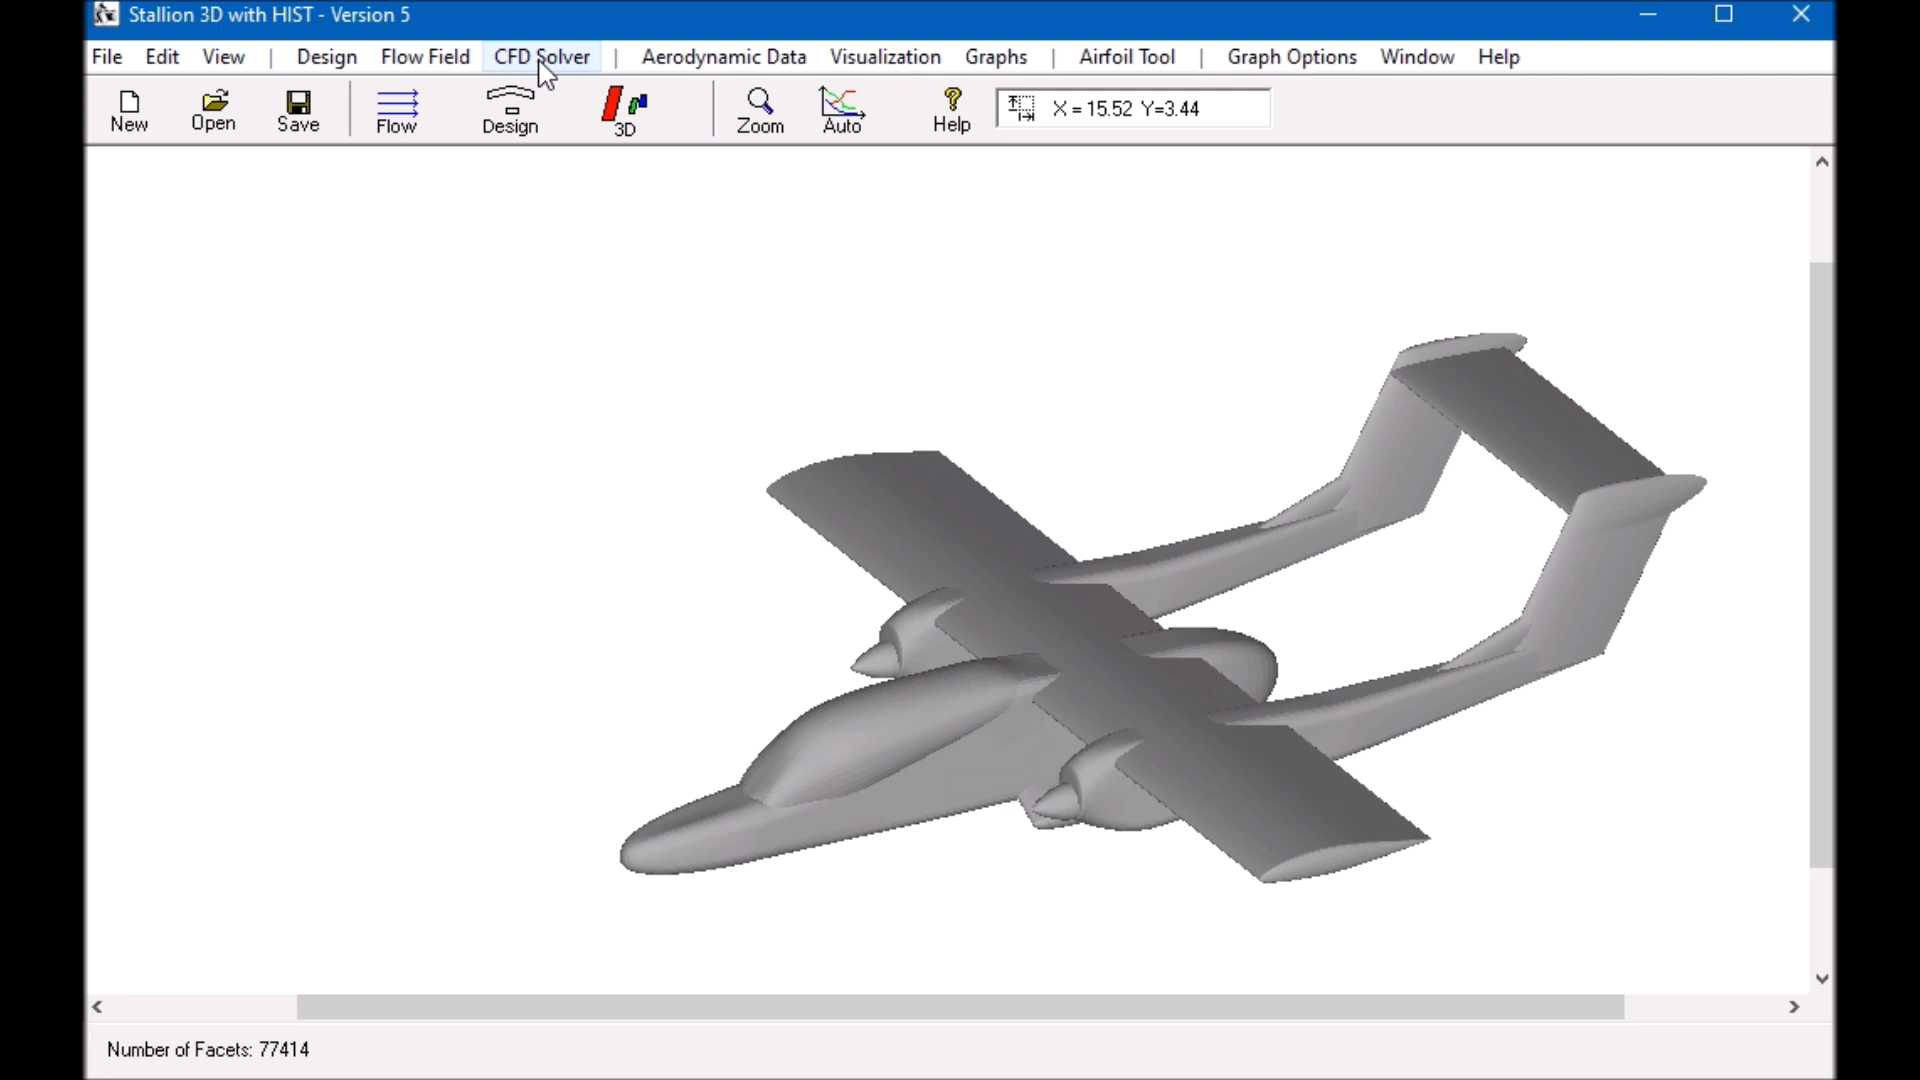 Stallion 3D with HIST - Version 5
File Edit View | Design Flow Field CFD Solver | Aerodynamic Data Visualization Graphs | Airfoil Tool | Graph Options Window Help
New Open Save Flow Design 3D Zoom Auto Help X = 15.52 Y=3.44
Number of Facets: 77414